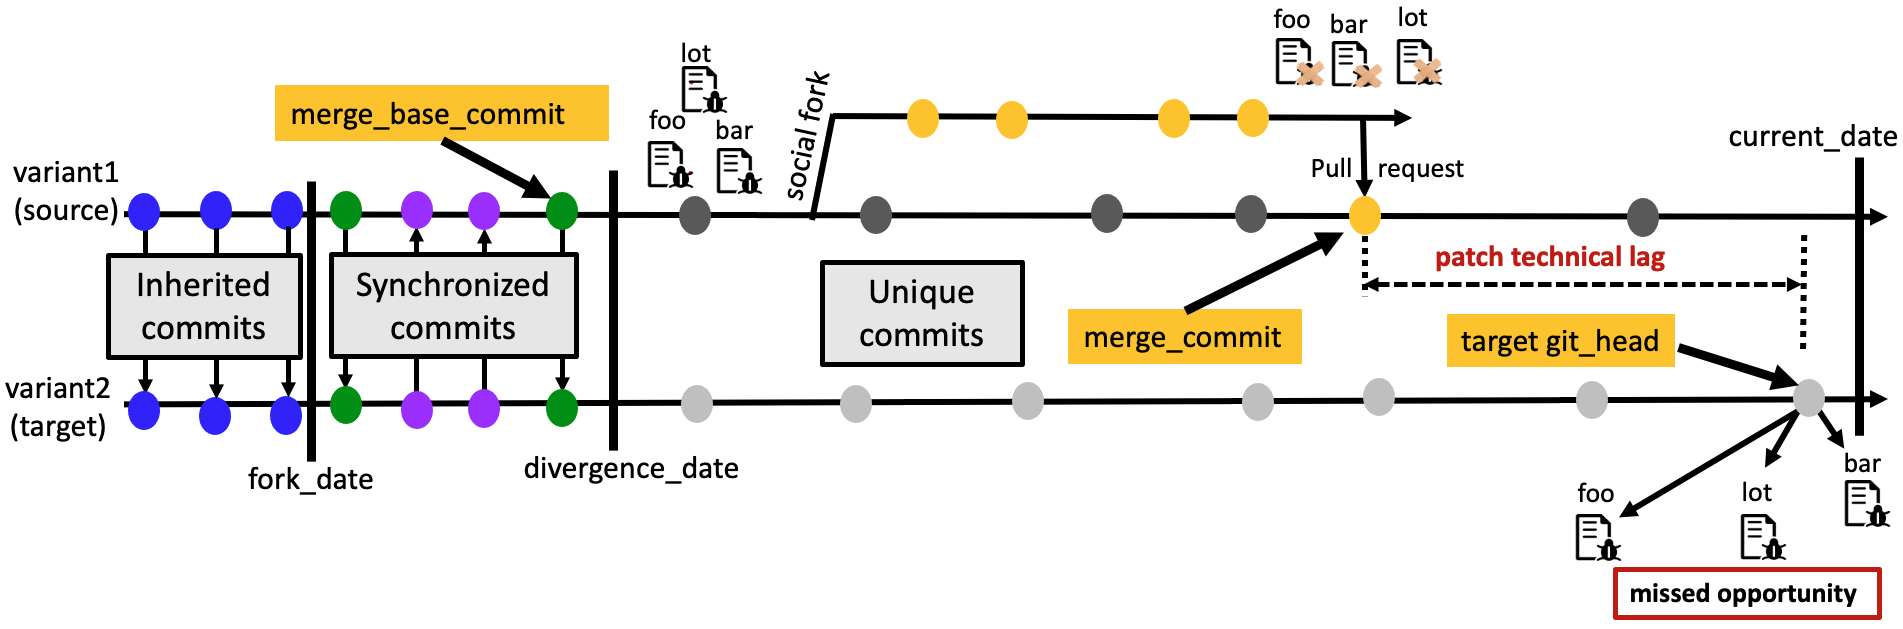 foo
bar
lot
lot
foo
bar
merge_base_commit
social fork
current_date
variant1
(source)
Pull request
Inherited
commits
Synchronized
commits
Unique
commits
patch technical lag
merge_commit
target git_head
variant2
(target)
fork_date
divergence_date
foo
lot
bar
missed opportunity